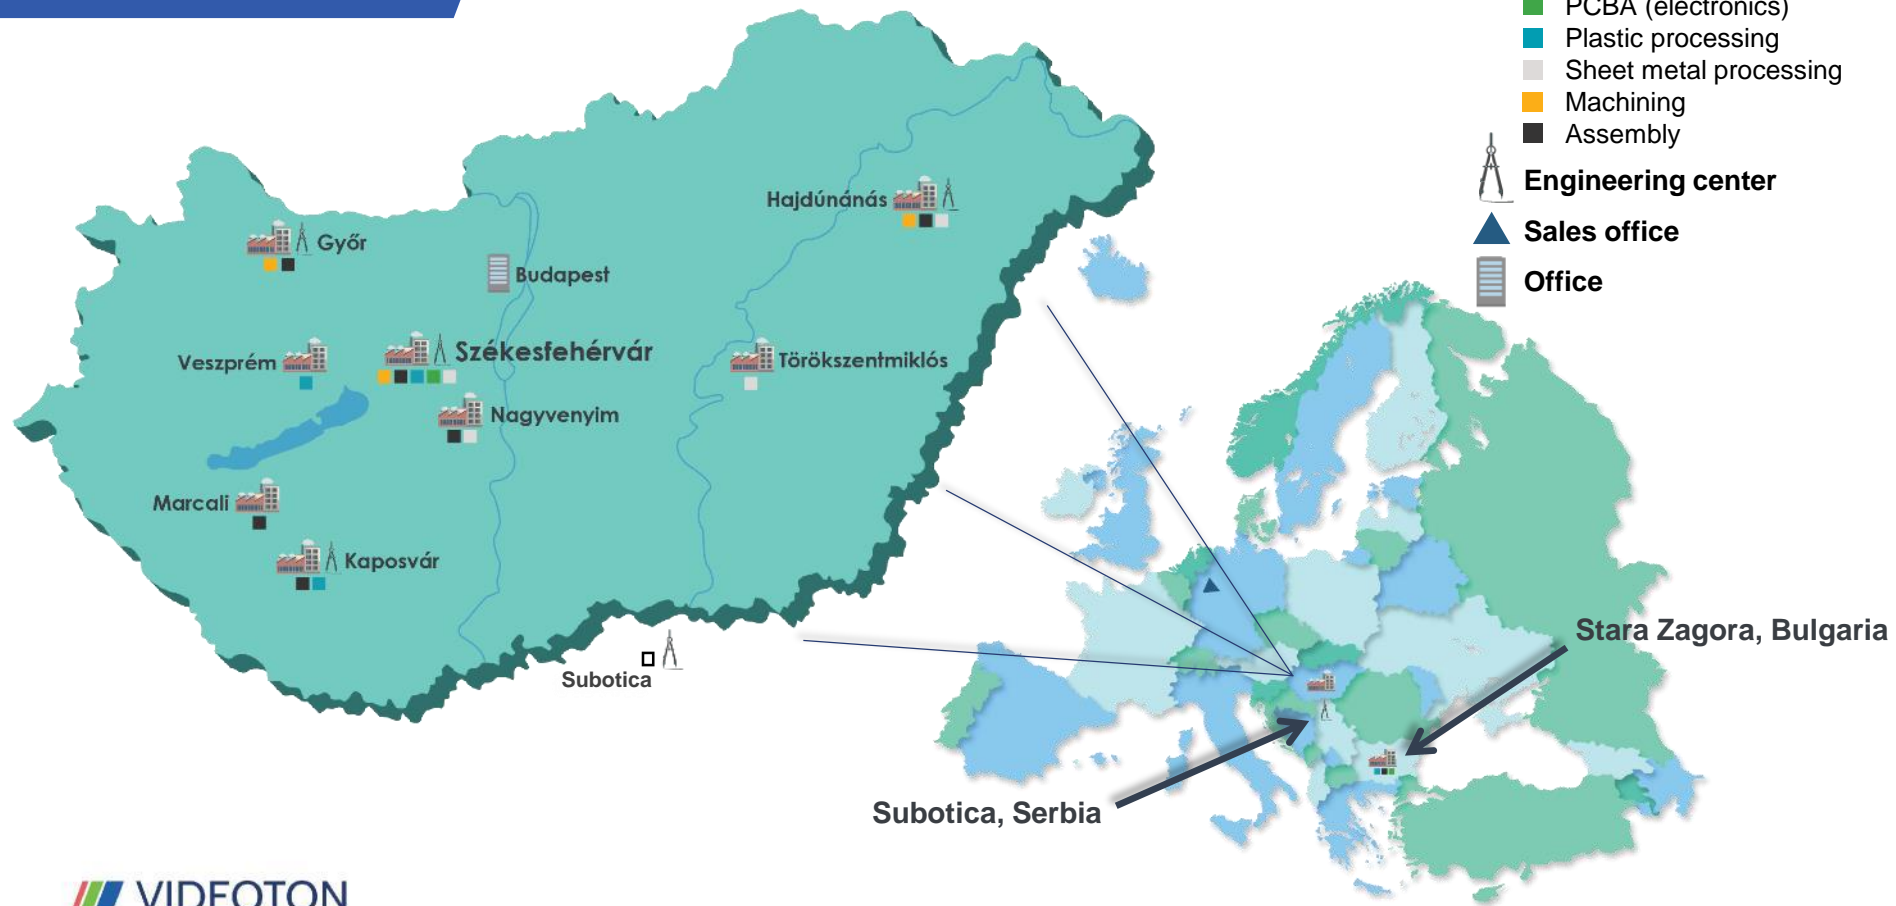 PCBA (electronics)
Plastic processing
Sheet metal processing
Machining
Assembly
Engineering center
Sales office
Office
Hajdúnánás
Győr
Budapest
Székesfehérvár
Veszprém
Törökszentmiklós
Nagyvenyim
Marcali
Kaposvár
Subotica
Stara Zagora, Bulgaria
Subotica, Serbia
VIDEOTON